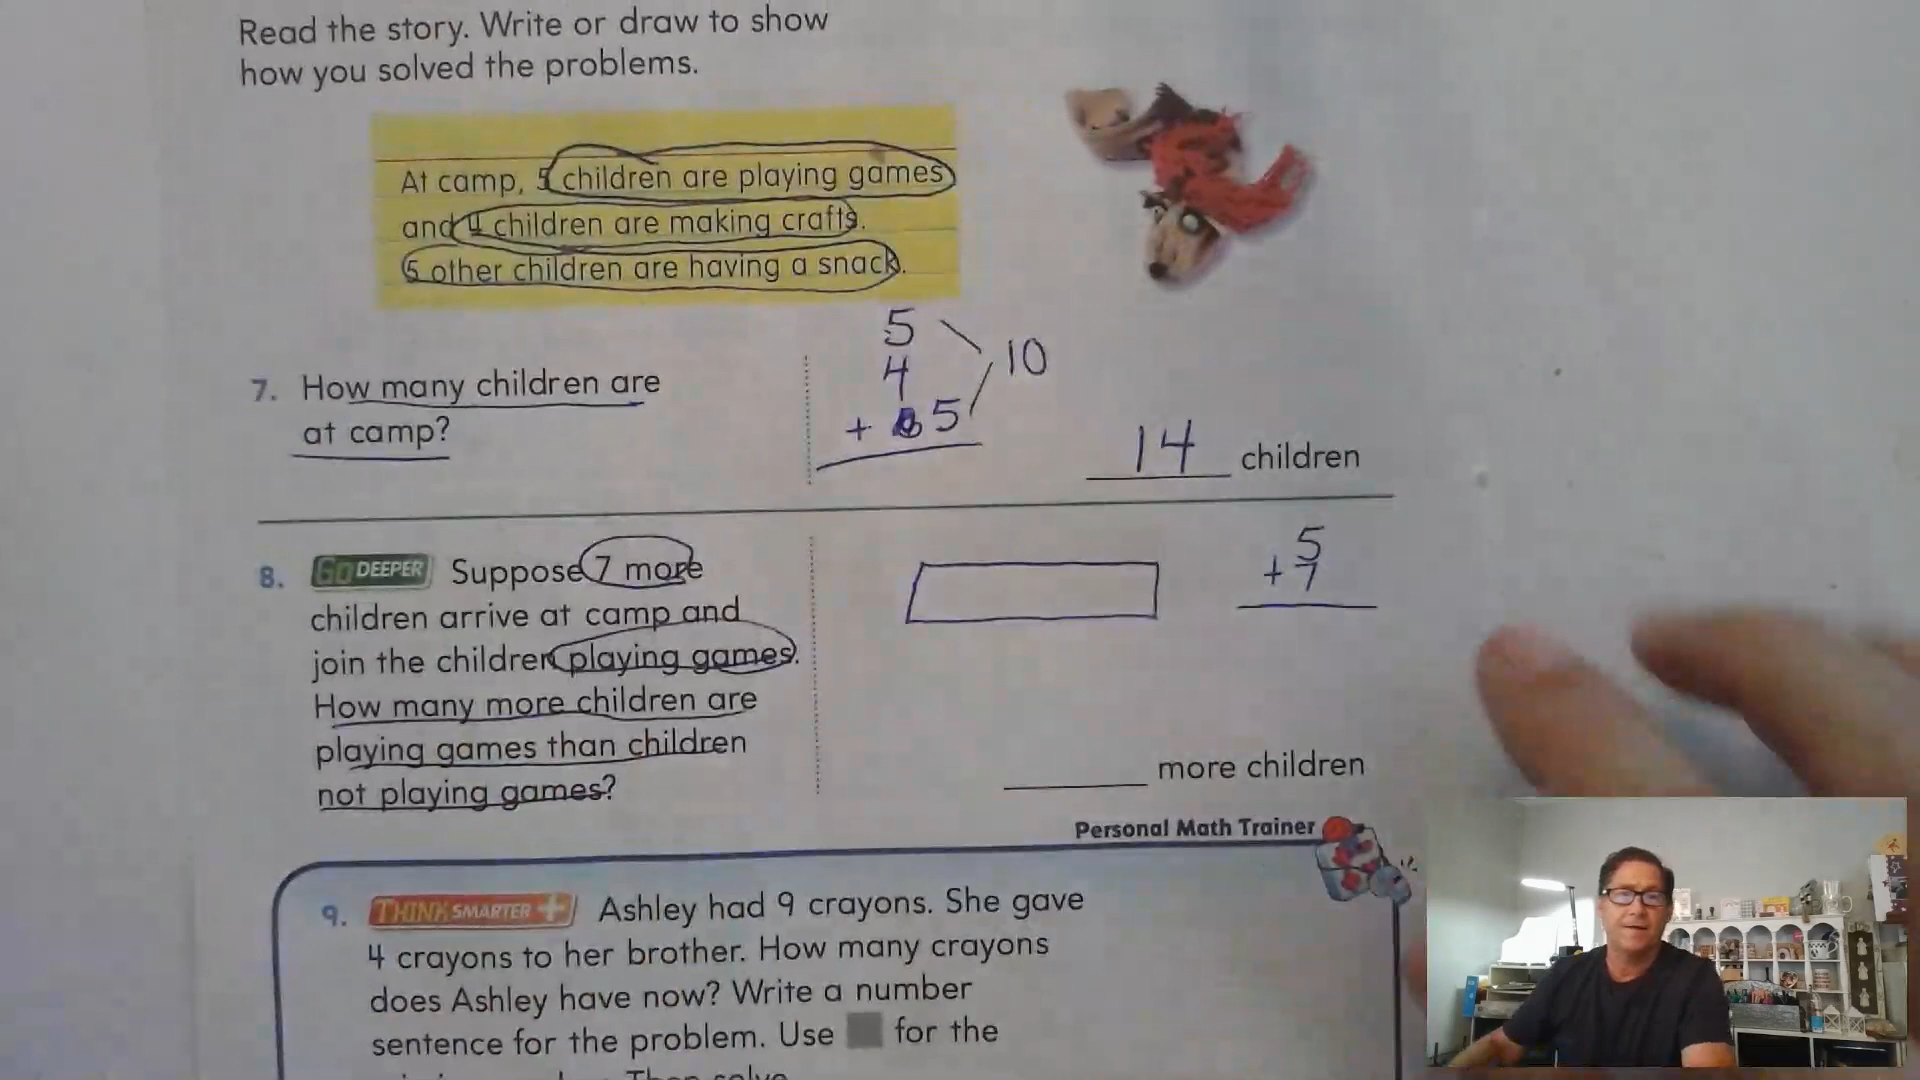 Read the story. Write or draw to show
how you solved the problems.
At camp, 5 children are playing games
and 4 children are making crafts.
5 other children are having a snack.
5
4
+ 5
10
7. How many children are
at camp?
14 children
8. GO DEEPER Suppose 7 more
children arrive at camp and
join the children playing games.
How many more children are
playing games than children
not playing games?
5
+ 7
more children
Personal Math Trainer
9. THINK SMARTER + Ashley had 9 crayons. She gave
4 crayons to her brother. How many crayons
does Ashley have now? Write a number
sentence for the problem. Use for the
Then solve